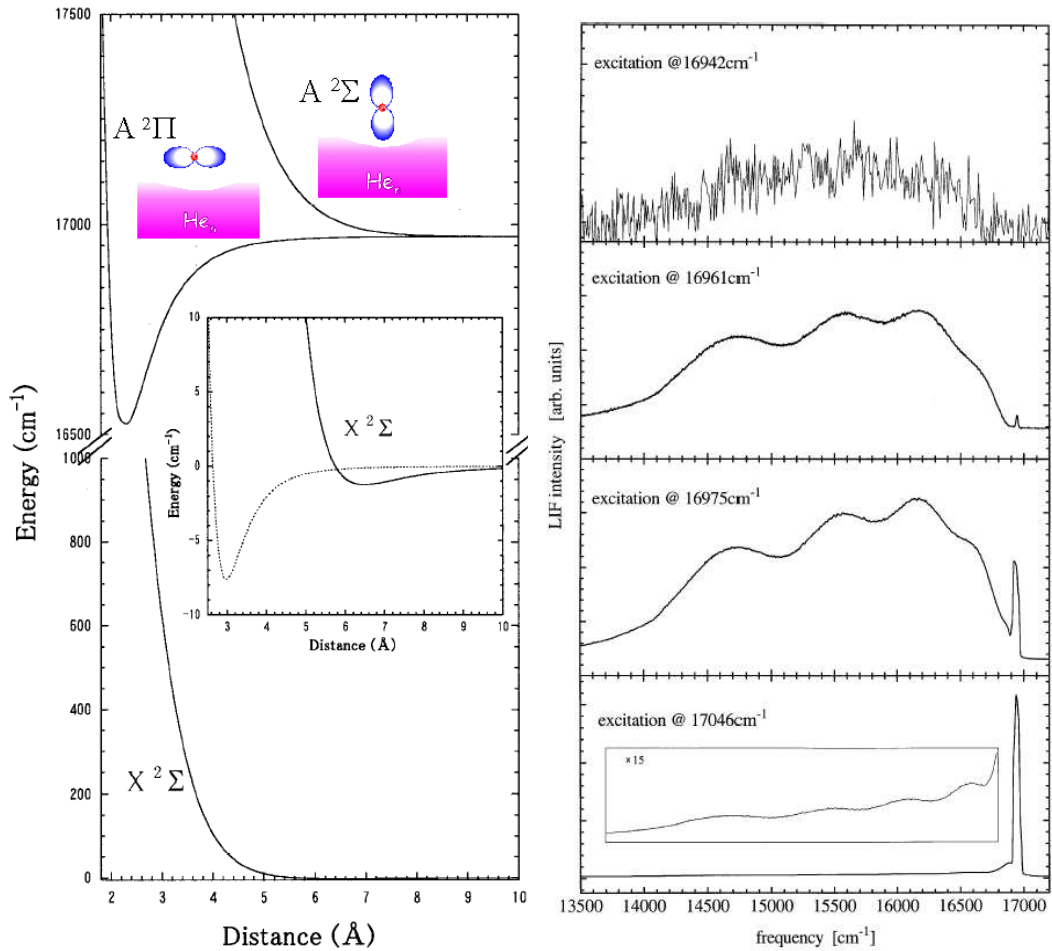 17500
17000
16500
1000
800
600
400
200
0
Energy (cm⁻¹)
A ²Π
A ²Σ
X ²Σ
2 3 4 5 6 7 8 9 10
Distance (Å)
10
5
0
-5
-10
Energy (cm⁻¹)
X ²Σ
3 4 5 6 7 8 9 10
Distance (Å)
excitation @16942cm⁻¹
excitation @ 16961cm⁻¹
excitation @ 16975cm⁻¹
excitation @ 17046cm⁻¹
×15
LIF intensity [arb. units]
13500 14000 14500 15000 15500 16000 16500 17000
frequency [cm⁻¹]